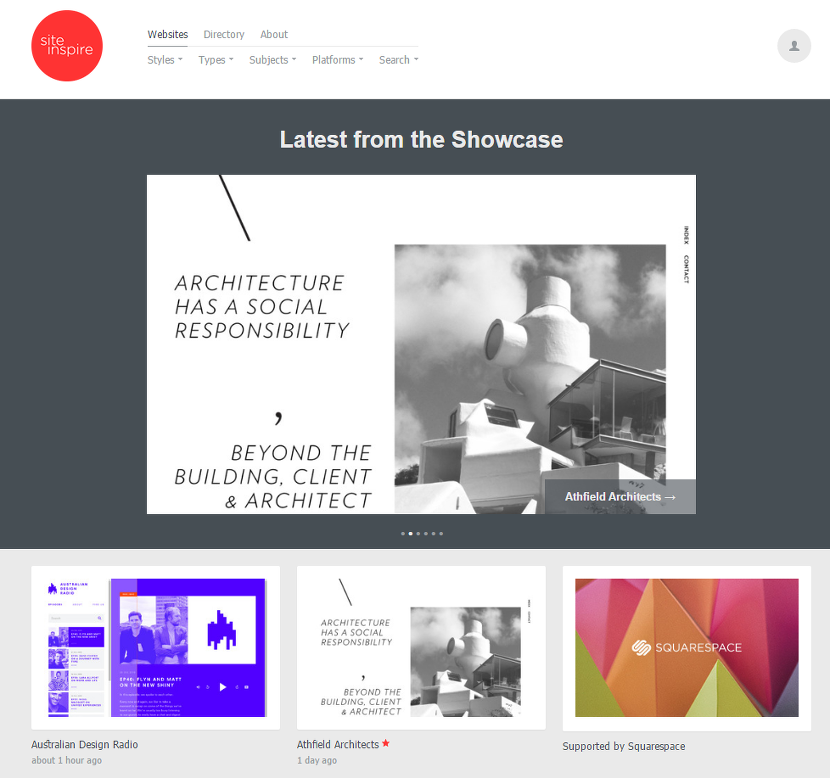 site
inspire
Websites Directory About
Styles Types Subjects Platforms Search
Latest from the Showcase
INDEX CONTACT
ARCHITECTURE
HAS A SOCIAL
RESPONSIBILITY
,
BEYOND THE
BUILDING, CLIENT
& ARCHITECT
Athfield Architects →
AUSTRALIAN
DESIGN
RADIO
EP40: FLYN AND MATT
ON THE NEW SHINT
ARCHITECTURE
HAS A SOCIAL
RESPONSIBILITY
,
BEYOND THE
BUILDING, CLIENT
& ARCHITECT
SQUARESPACE
Australian Design Radio
about 1 hour ago
Athfield Architects
1 day ago
Supported by Squarespace